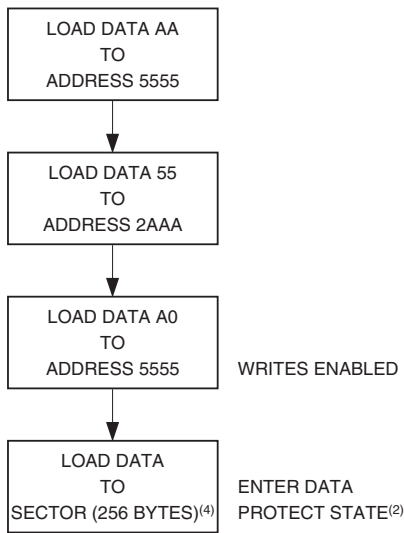 LOAD DATA AA
TO
ADDRESS 5555
LOAD DATA 55
TO
ADDRESS 2AAA
LOAD DATA A0
TO
ADDRESS 5555
WRITES ENABLED
LOAD DATA
TO
SECTOR (256 BYTES)(4)
ENTER DATA
PROTECT STATE(2)